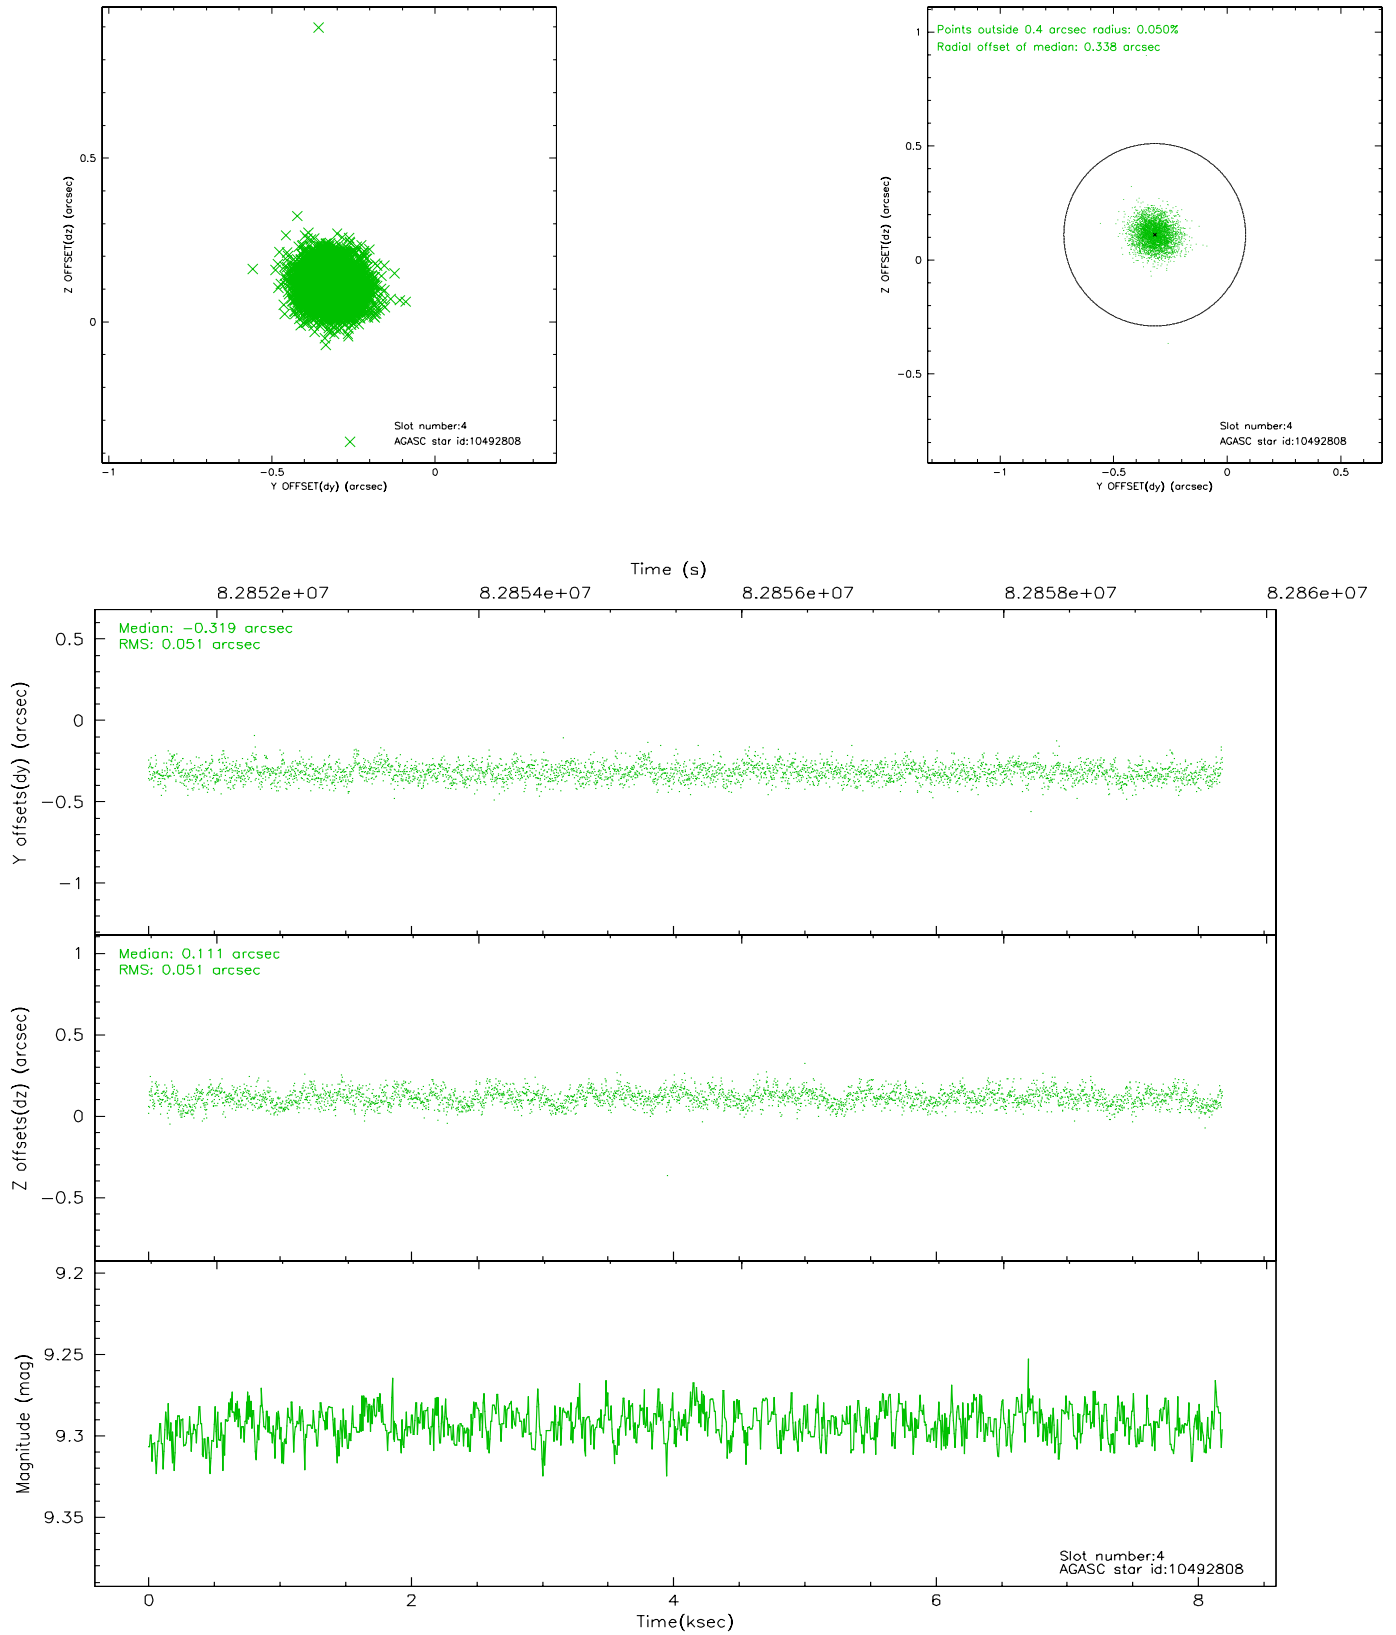 Points outside 0.4 arcsec radius: 0.050%
Radial offset of median: 0.338 arcsec
0.5
0
Z OFFSET(dz) (arcsec)
Slot number:4
AGASC star id:10492808
-1
-0.5
0
Y OFFSET(dy) (arcsec)
1
0.5
0
-0.5
Z OFFSET(dz) (arcsec)
Slot number:4
AGASC star id:10492808
-1
-0.5
0
0.5
Y OFFSET(dy) (arcsec)
Time (s)
8.2852e+07
8.2854e+07
8.2856e+07
8.2858e+07
8.286e+07
Median: -0.319 arcsec
RMS: 0.051 arcsec
0.5
0
-0.5
-1
Y offsets(dy) (arcsec)
Median: 0.111 arcsec
RMS: 0.051 arcsec
1
0.5
0
-0.5
Z offsets(dz) (arcsec)
9.2
9.25
9.3
9.35
Magnitude (mag)
Slot number:4
AGASC star id:10492808
0
2
4
6
8
Time(ksec)